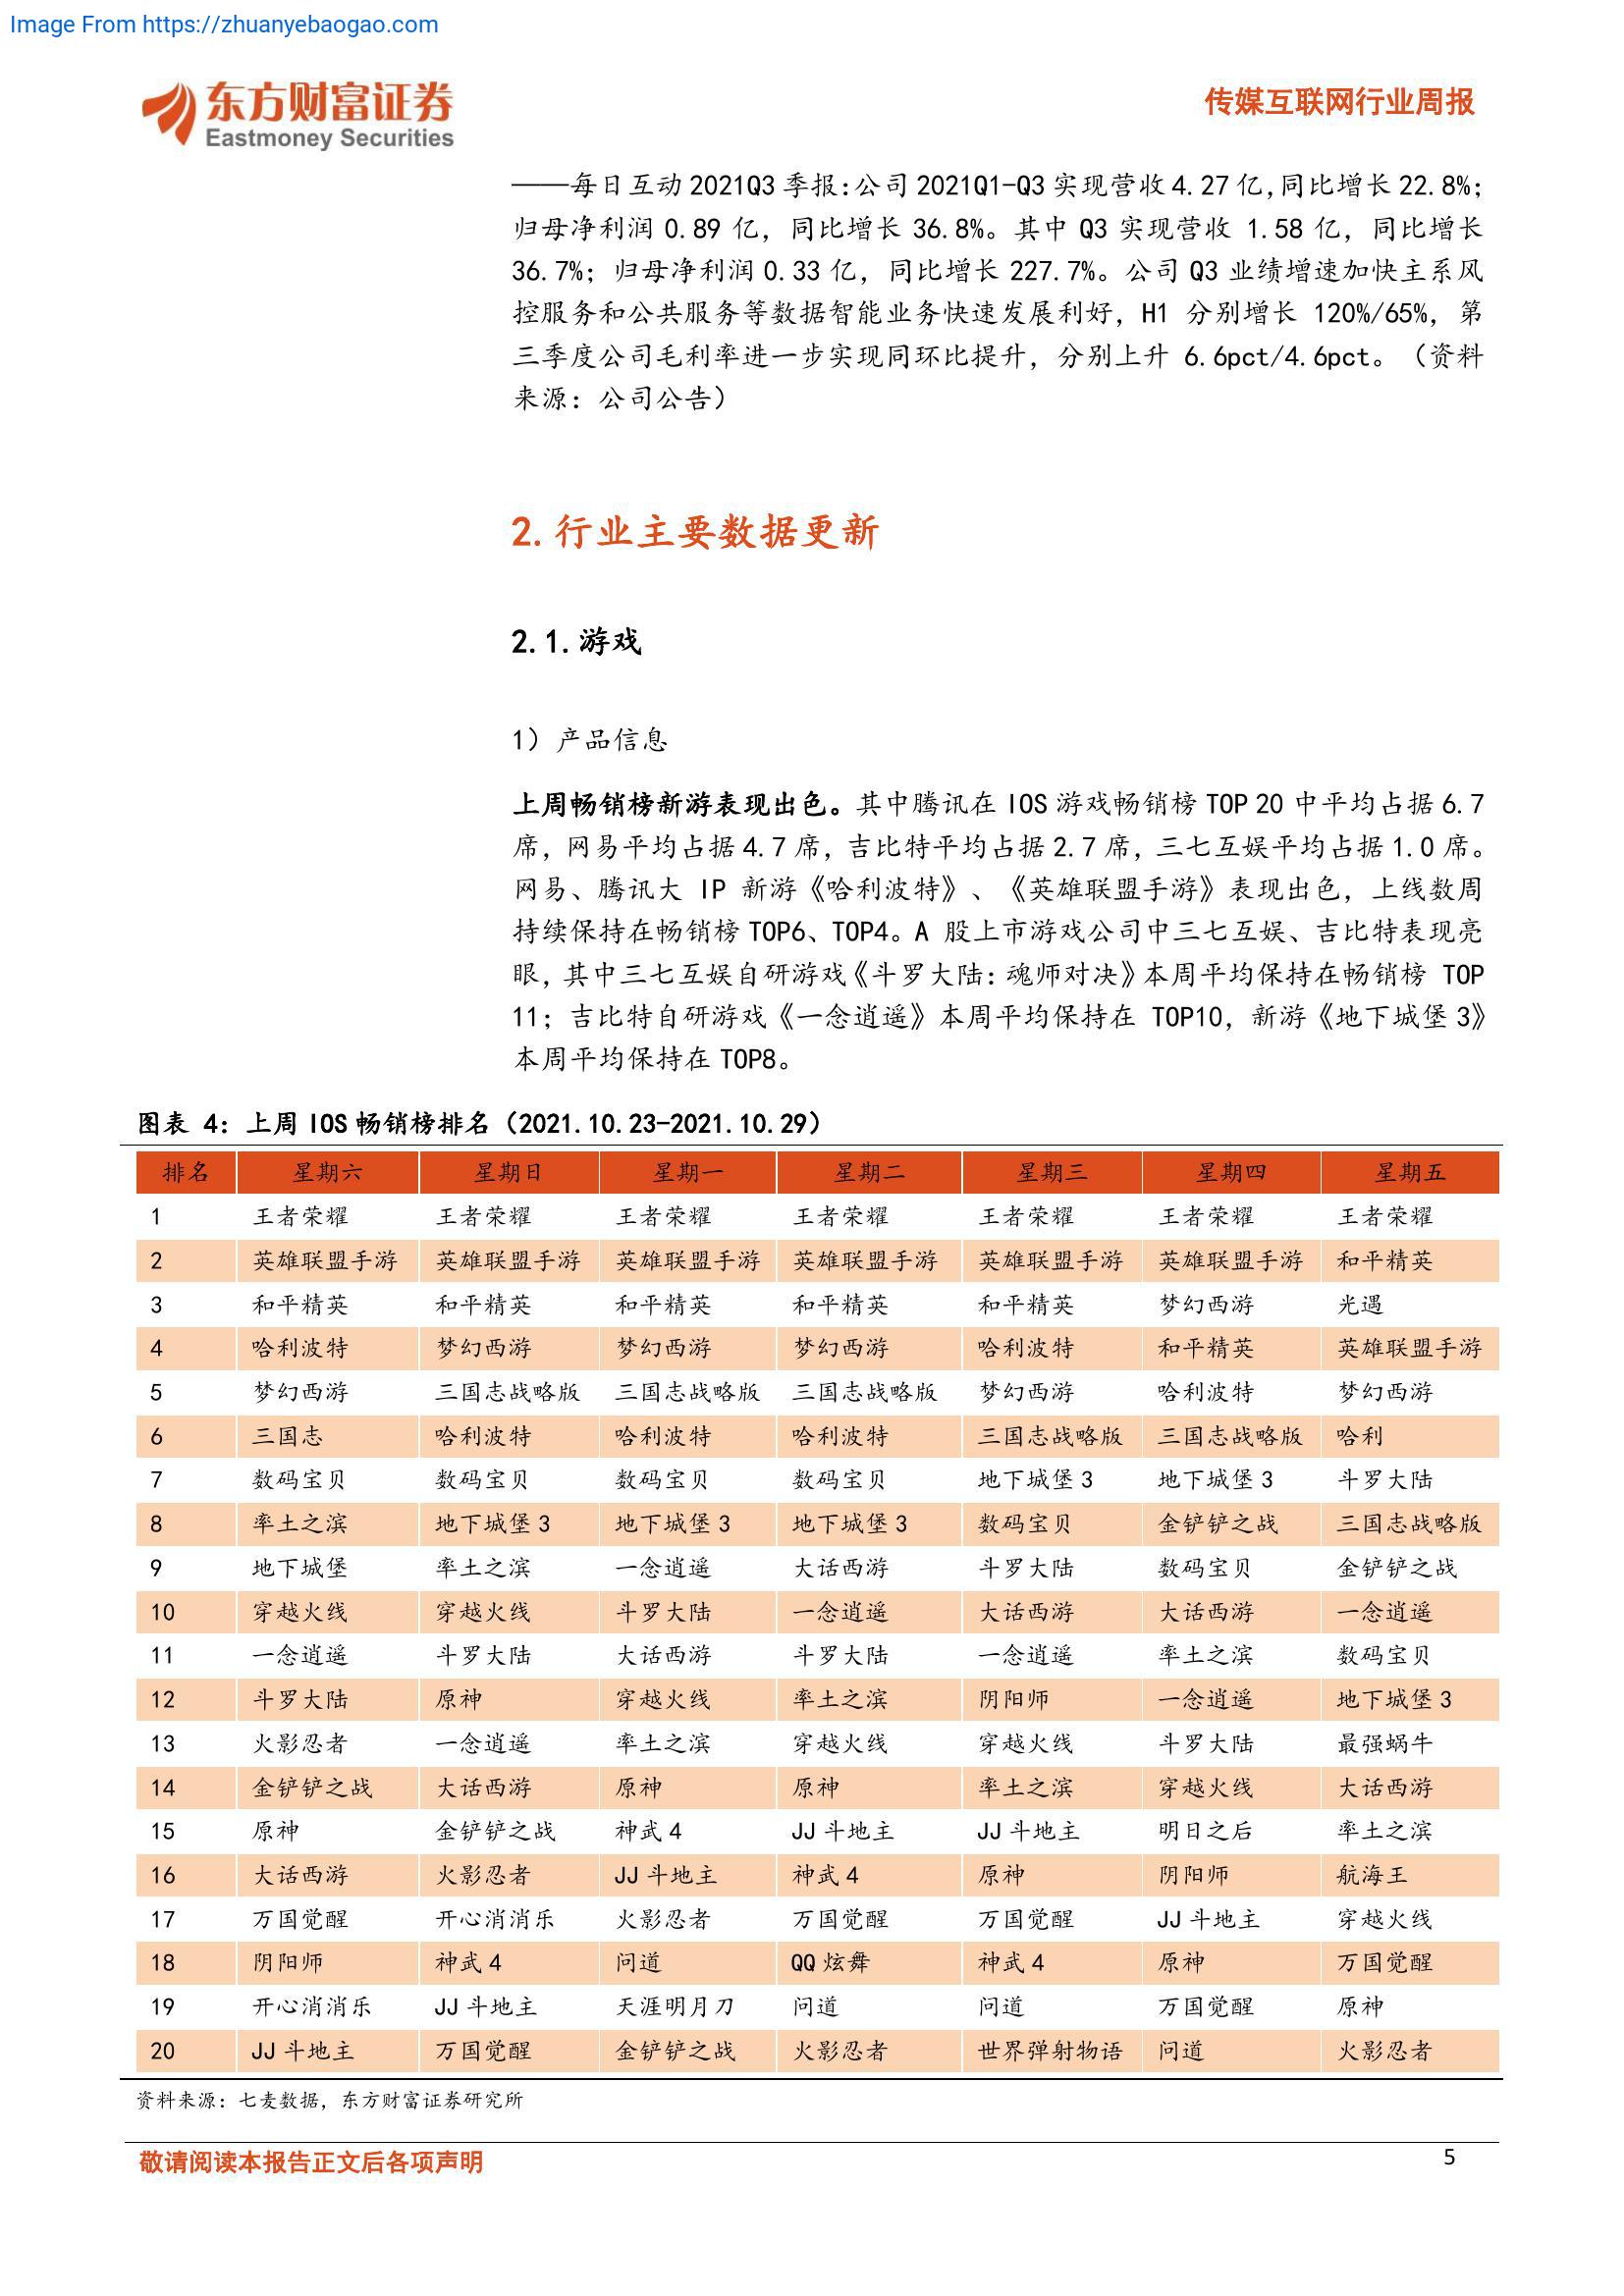 Image From https://zhuanyebaogao.com
东方财富证券
Eastmoney Securities
传媒互联网行业周报
——每日互动 2021Q3 季报:公司 2021Q1-Q3 实现营收 4.27 亿,同比增长 22.8%;
归母净利润 0.89 亿，同比增长 36.8%。其中 Q3 实现营收 1.58 亿，同比增长
36.7%；归母净利润 0.33 亿，同比增长 227.7%。公司 Q3 业绩增速加快主系风
控服务和公共服务等数据智能业务快速发展利好，H1 分别增长 120%/65%，第
三季度公司毛利率进一步实现同环比提升，分别上升 6.6pct/4.6pct。（资料
来源：公司公告）
2.行业主要数据更新
2.1.游戏
1）产品信息
上周畅销榜新游表现出色。其中腾讯在 IOS 游戏畅销榜 TOP 20 中平均占据 6.7
席，网易平均占据 4.7 席，吉比特平均占据 2.7 席，三七互娱平均占据 1.0 席。
网易、腾讯大 IP 新游《哈利波特》、《英雄联盟手游》表现出色，上线数周
持续保持在畅销榜 TOP6、TOP4。A 股上市游戏公司中三七互娱、吉比特表现亮
眼，其中三七互娱自研游戏《斗罗大陆：魂师对决》本周平均保持在畅销榜 TOP
11；吉比特自研游戏《一念逍遥》本周平均保持在 TOP10，新游《地下城堡 3》
本周平均保持在 TOP8。
图表 4：上周 IOS 畅销榜排名（2021.10.23-2021.10.29）
排名 星期六 星期日 星期一 星期二 星期三 星期四 星期五
1 王者荣耀 王者荣耀 王者荣耀 王者荣耀 王者荣耀 王者荣耀 王者荣耀
2 英雄联盟手游 英雄联盟手游 英雄联盟手游 英雄联盟手游 英雄联盟手游 英雄联盟手游 和平精英
3 和平精英 和平精英 和平精英 和平精英 和平精英 梦幻西游 光遇
4 哈利波特 梦幻西游 梦幻西游 梦幻西游 哈利波特 和平精英 英雄联盟手游
5 梦幻西游 三国志战略版 三国志战略版 三国志战略版 梦幻西游 哈利波特 梦幻西游
6 三国志 哈利波特 哈利波特 哈利波特 三国志战略版 三国志战略版 哈利
7 数码宝贝 数码宝贝 数码宝贝 数码宝贝 地下城堡 3 地下城堡 3 斗罗大陆
8 率土之滨 地下城堡 3 地下城堡 3 地下城堡 3 数码宝贝 金铲铲之战 三国志战略版
9 地下城堡 率土之滨 一念逍遥 大话西游 斗罗大陆 数码宝贝 金铲铲之战
10 穿越火线 穿越火线 斗罗大陆 一念逍遥 大话西游 大话西游 一念逍遥
11 一念逍遥 斗罗大陆 大话西游 斗罗大陆 一念逍遥 率土之滨 数码宝贝
12 斗罗大陆 原神 穿越火线 率土之滨 阴阳师 一念逍遥 地下城堡 3
13 火影忍者 一念逍遥 率土之滨 穿越火线 穿越火线 斗罗大陆 最强蜗牛
14 金铲铲之战 大话西游 原神 原神 率土之滨 穿越火线 大话西游
15 原神 金铲铲之战 神武 4 JJ 斗地主 JJ 斗地主 明日之后 率土之滨
16 大话西游 火影忍者 JJ 斗地主 神武 4 原神 阴阳师 航海王
17 万国觉醒 开心消消乐 火影忍者 万国觉醒 万国觉醒 JJ 斗地主 穿越火线
18 阴阳师 神武 4 问道 QQ 炫舞 神武 4 原神 万国觉醒
19 开心消消乐 JJ 斗地主 天涯明月刀 问道 问道 万国觉醒 原神
20 JJ 斗地主 万国觉醒 金铲铲之战 火影忍者 世界弹射物语 问道 火影忍者
资料来源：七麦数据，东方财富证券研究所
敬请阅读本报告正文后各项声明
5